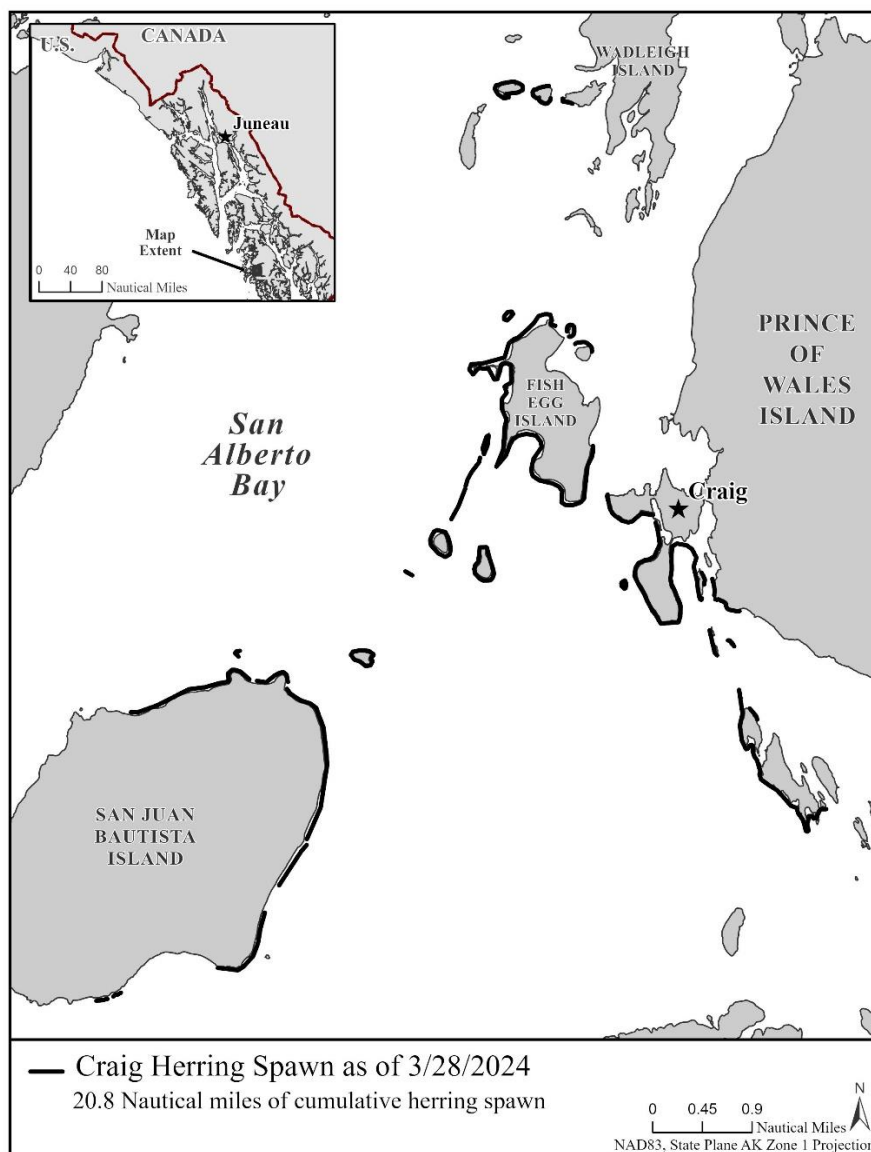 CANADA
U.S.
Juneau
Map
Extent
0 40 80
Nautical Miles
WADLEIGH
ISLAND
PRINCE
OF
WALES
ISLAND
FISH
EGG
ISLAND
San
Alberto
Bay
Craig
SAN JUAN
BAUTISTA
ISLAND
Craig Herring Spawn as of 3/28/2024
20.8 Nautical miles of cumulative herring spawn
N
0 0.45 0.9
Nautical Miles
NAD83, State Plane AK Zone 1 Projection